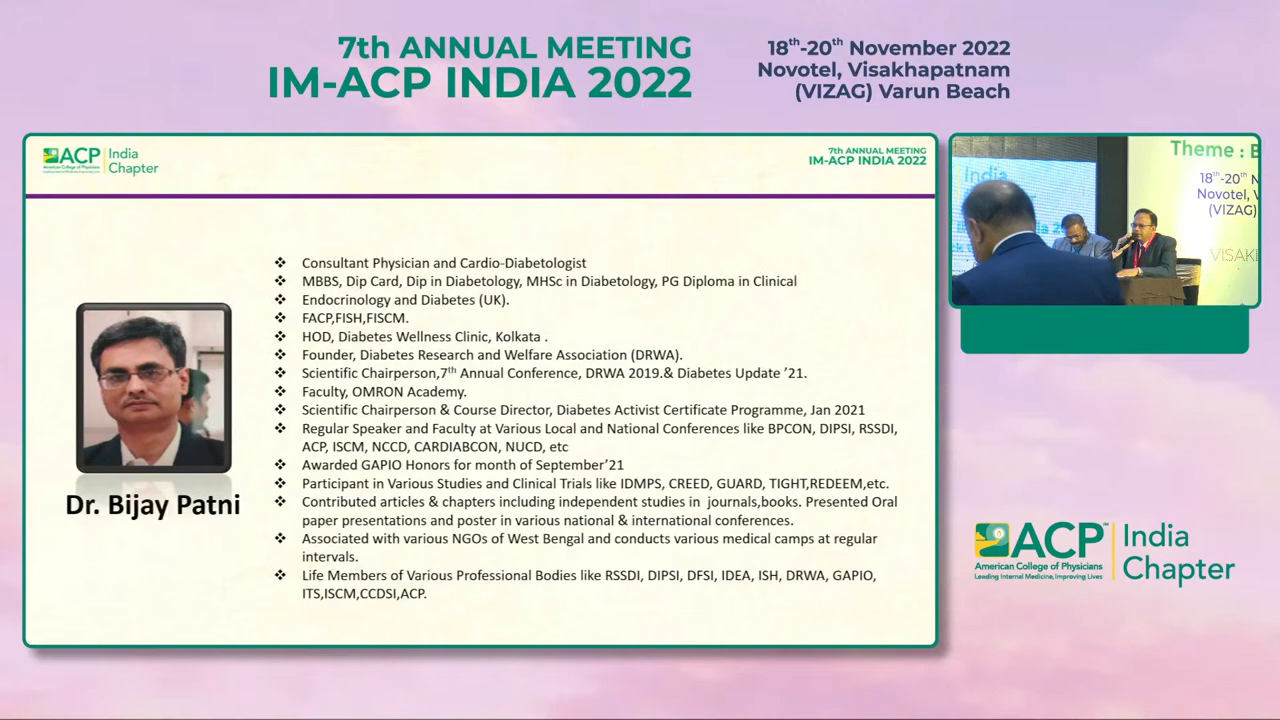 7th ANNUAL MEETING
IM-ACP INDIA 2022
18th-20th November 2022
Novotel, Visakhapatnam
(VIZAG) Varun Beach
ACP India
American College of Physicians Chapter
7TH ANNUAL MEETING
IM-ACP INDIA 2022
❖ Consultant Physician and Cardio-Diabetologist
❖ MBBS, Dip Card, Dip in Diabetology, MHSc in Diabetology, PG Diploma in Clinical
❖ Endocrinology and Diabetes (UK).
❖ FACP,FISH,FISCM.
❖ HOD, Diabetes Wellness Clinic, Kolkata .
❖ Founder, Diabetes Research and Welfare Association (DRWA).
❖ Scientific Chairperson,7th Annual Conference, DRWA 2019.& Diabetes Update ’21.
❖ Faculty, OMRON Academy.
❖ Scientific Chairperson & Course Director, Diabetes Activist Certificate Programme, Jan 2021
❖ Regular Speaker and Faculty at Various Local and National Conferences like BPCON, DIPSI, RSSDI,
ACP, ISCM, NCCD, CARDIABCON, NUCD, etc
❖ Awarded GAPIO Honors for month of September’21
❖ Participant in Various Studies and Clinical Trials like IDMPS, CREED, GUARD, TIGHT,REDEEM,etc.
❖ Contributed articles & chapters including independent studies in journals,books. Presented Oral
paper presentations and poster in various national & international conferences.
❖ Associated with various NGOs of West Bengal and conducts various medical camps at regular
intervals.
❖ Life Members of Various Professional Bodies like RSSDI, DIPSI, DFSI, IDEA, ISH, DRWA, GAPIO,
ITS,ISCM,CCDSI,ACP.
Dr. Bijay Patni
India
Theme : B
18th-20th N
Novotel, V
(VIZAG)
VISAK
ACP™ India
American College of Physicians Chapter
Leading Internal Medicine, Improving Lives